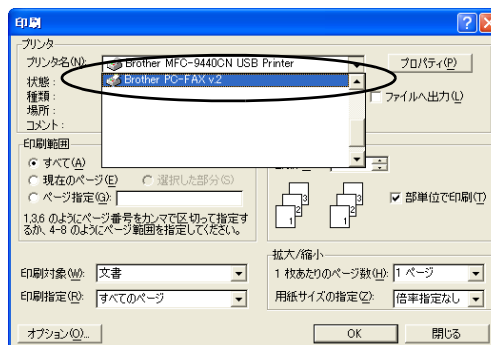 印刷
プリンタ
プリンタ名(N):
Brother MFC-9440CN USB Printer
プロパティ(P)
Brother PC-FAX v.2
状態:
種類:
場所:
コメント:
ファイルへ出力(L)
印刷範囲
すべて(A)
現在のページ(E)
選択した部分(S)
ページ指定(G):
1,3,6 のようにページ番号をカンマで区切って指定す
るか、4-8 のようにページ範囲を指定してください。
部単位で印刷(T)
1
2
3
1
2
3
印刷対象(W):
文書
印刷指定(R):
すべてのページ
拡大/縮小
1 枚あたりのページ数(H):
1 ページ
用紙サイズの指定(Z):
倍率指定なし
オプション(O)...
OK
閉じる